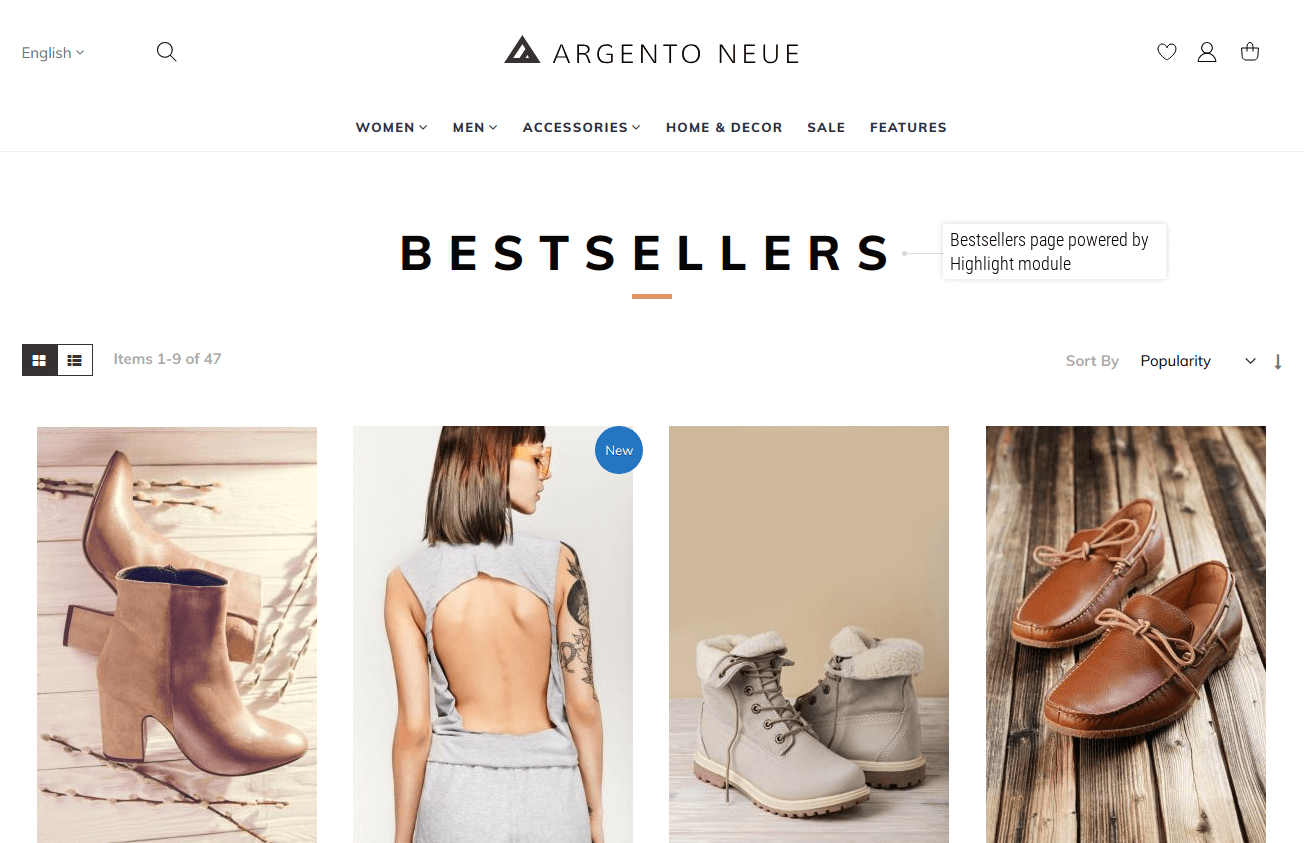 English
ARGENTO NEUE
WOMEN
MEN
ACCESSORIES
HOME & DECOR
SALE
FEATURES
BESTSELLERS
Bestsellers page powered by
Highlight module
Items 1-9 of 47
Sort By
Popularity
New